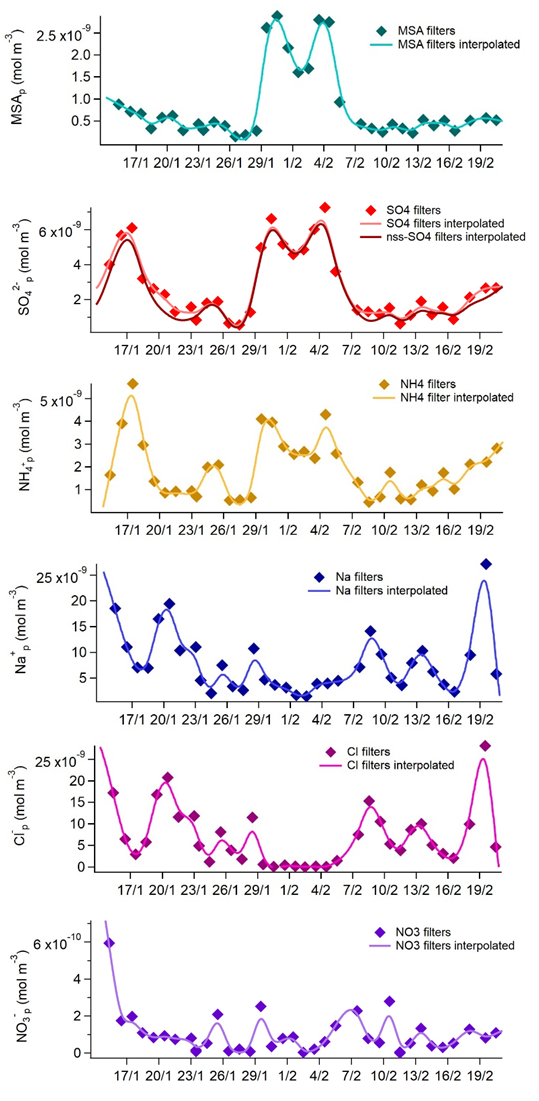 MSAp (mol m-3)
2.5 x10-9
2.0
1.5
1.0
0.5
MSA filters
MSA filters interpolated
17/1 20/1 23/1 26/1 29/1 1/2 4/2 7/2 10/2 13/2 16/2 19/2
SO4 2- p (mol m-3)
6 x10-9
4
2
SO4 filters
SO4 filters interpolated
nss-SO4 filters interpolated
17/1 20/1 23/1 26/1 29/1 1/2 4/2 7/2 10/2 13/2 16/2 19/2
NH4 + p (mol m-3)
5 x10-9
4
3
2
1
NH4 filters
NH4 filter interpolated
17/1 20/1 23/1 26/1 29/1 1/2 4/2 7/2 10/2 13/2 16/2 19/2
Na+ p (mol m-3)
25 x10-9
20
15
10
5
Na filters
Na filters interpolated
17/1 20/1 23/1 26/1 29/1 1/2 4/2 7/2 10/2 13/2 16/2 19/2
Cl- p (mol m-3)
25 x10-9
20
15
10
5
0
Cl filters
Cl filters interpolated
17/1 20/1 23/1 26/1 29/1 1/2 4/2 7/2 10/2 13/2 16/2 19/2
NO3 - p (mol m-3)
6 x10-10
4
2
0
NO3 filters
NO3 filters interpolated
17/1 20/1 23/1 26/1 29/1 1/2 4/2 7/2 10/2 13/2 16/2 19/2